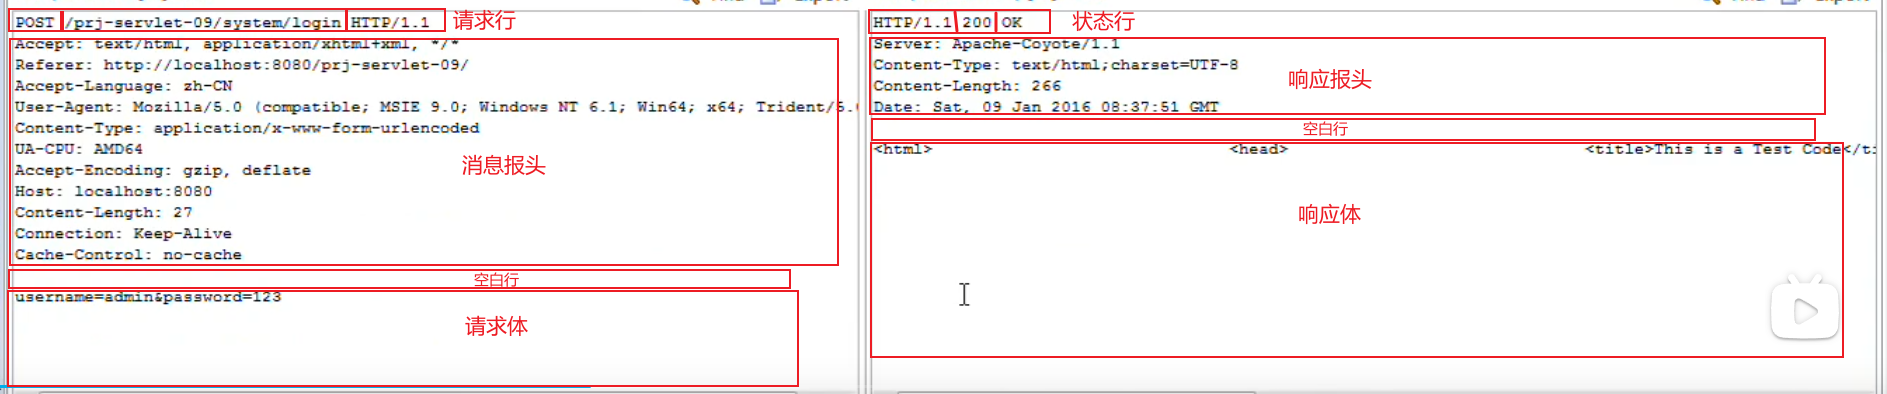 POST /prj-servlet-09/system/login HTTP/1.1 请求行
Accept: text/html, application/xhtml+xml, */*
Referer: http://localhost:8080/prj-servlet-09/
Accept-Language: zh-CN
User-Agent: Mozilla/5.0 (compatible; MSIE 9.0; Windows NT 6.1; Win64; x64; Trident/5.0
Content-Type: application/x-www-form-urlencoded
UA-CPU: AMD64
消息报头
Accept-Encoding: gzip, deflate
Host: localhost:8080
Content-Length: 27
Connection: Keep-Alive
Cache-Control: no-cache
空白行
username=admin&password=123
请求体
HTTP/1.1 200 OK 状态行
Server: Apache-Coyote/1.1
Content-Type: text/html;charset=UTF-8
响应报头
Content-Length: 266
Date: Sat, 09 Jan 2016 08:37:51 GMT
空白行
<html> <head> <title>This is a Test Code</ti
响应体